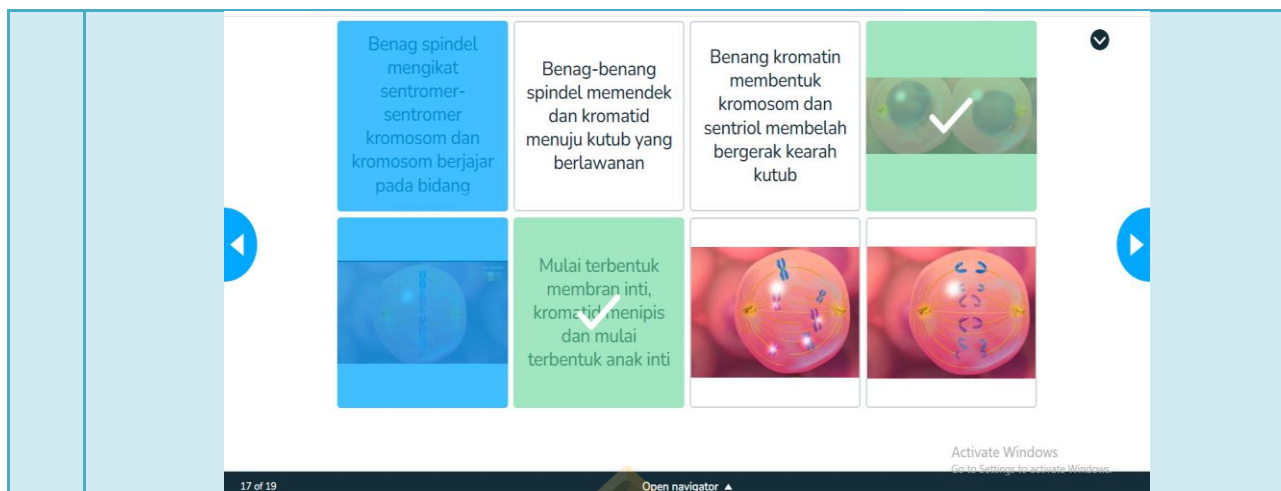 Benag spindel
mengikat
sentromer-
sentromer
kromosom dan
kromosom berjajar
pada bidang
Benag-benang
spindel memendek
dan kromatid
menuju kutub yang
berlawanan
Benang kromatin
membentuk
kromosom dan
sentriol membelah
bergerak kearah
kutub
Mulai terbentuk
membran inti,
kromatid menipis
dan mulai
terbentuk anak inti
Activate Windows
Go to Settings to activate Windows.
17 of 19
Open navigator ▲